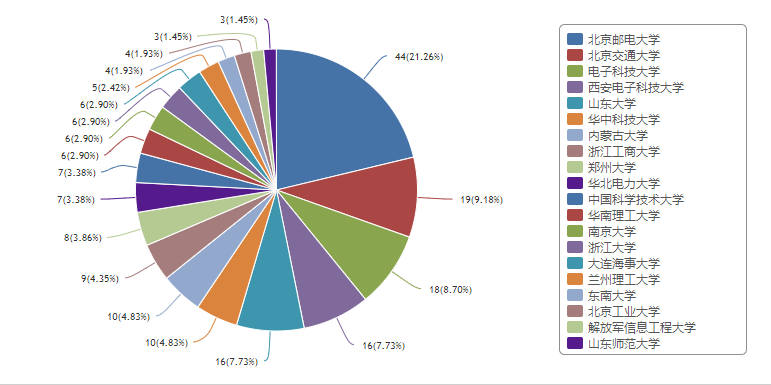 44(21.26%)
19(9.18%)
18(8.70%)
16(7.73%)
16(7.73%)
10(4.83%)
10(4.83%)
9(4.35%)
8(3.86%)
7(3.38%)
7(3.38%)
6(2.90%)
6(2.90%)
6(2.90%)
6(2.90%)
5(2.42%)
4(1.93%)
4(1.93%)
3(1.45%)
3(1.45%)
北京邮电大学
北京交通大学
电子科技大学
西安电子科技大学
山东大学
华中科技大学
内蒙古大学
浙江工商大学
郑州大学
华北电力大学
中国科学技术大学
华南理工大学
南京大学
浙江大学
大连海事大学
兰州理工大学
东南大学
北京工业大学
解放军信息工程大学
山东师范大学